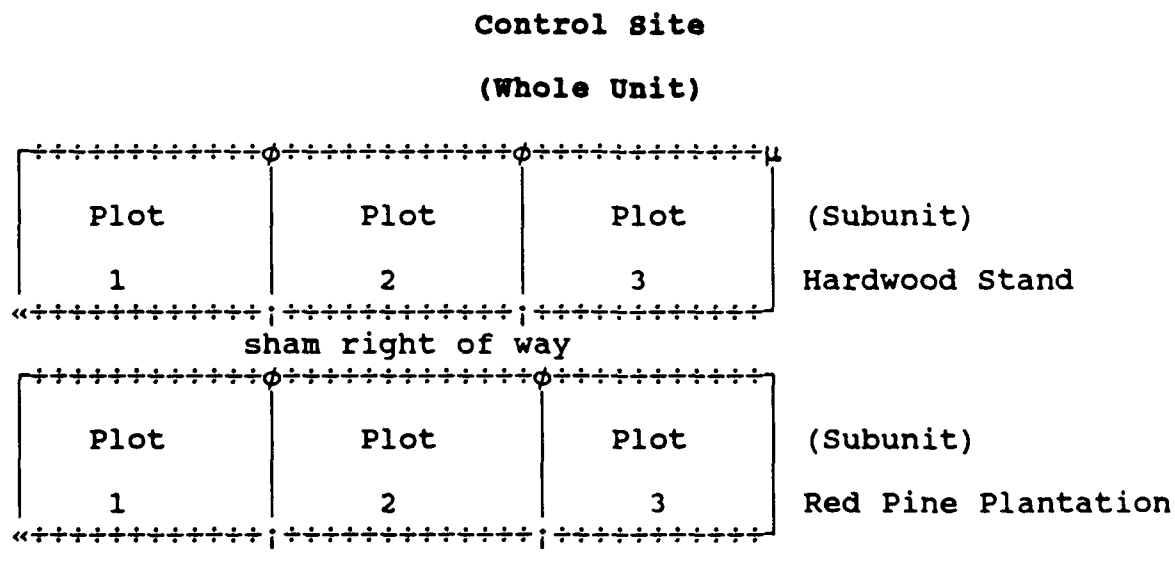 Control Site
(Whole Unit)
Plot Plot Plot (Subunit)
1 2 3 Hardwood Stand
sham right of way
Plot Plot Plot (Subunit)
1 2 3 Red Pine Plantation